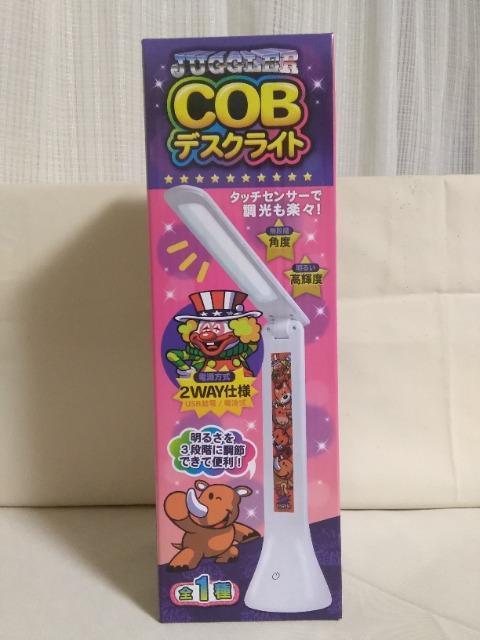 JUGGLER
COB
デスクライト
タッチセンサーで
調光も楽々!
無段階
角度
明るい
高輝度
電源方式
2WAY仕様
USB給電/電池式
明るさを
3段階に調節
できて便利!
全1種